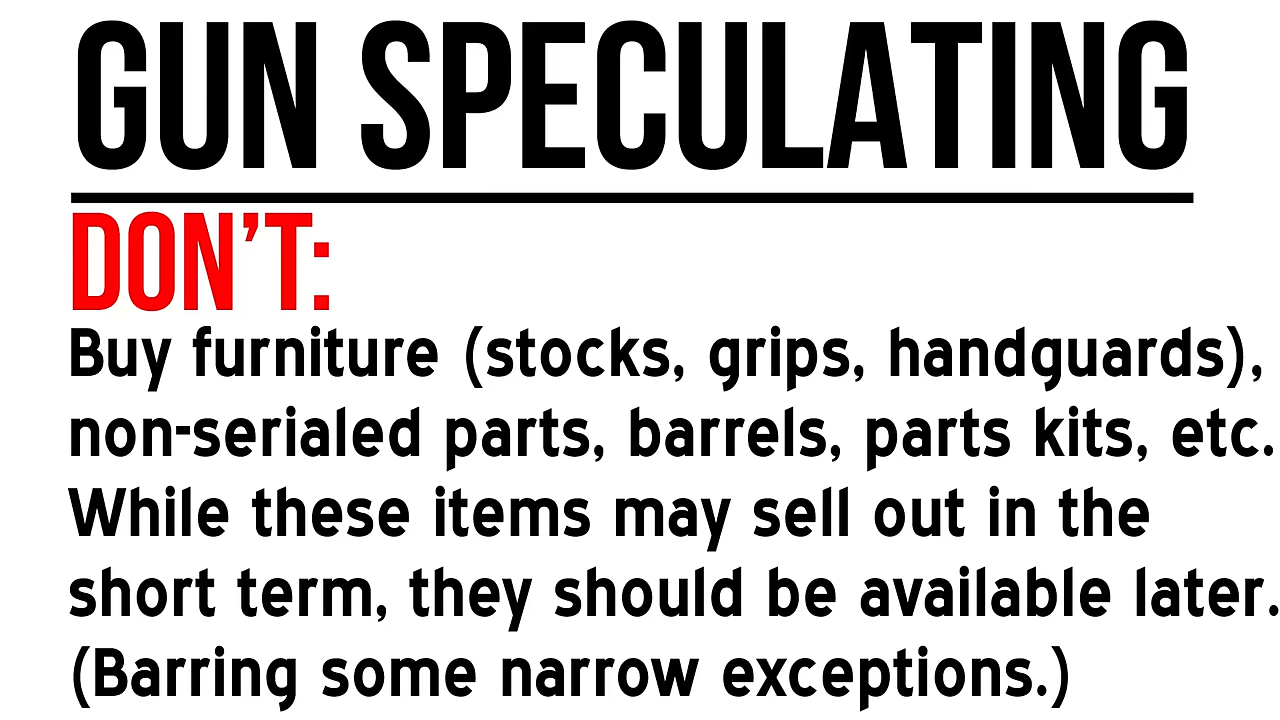 GUN SPECULATING
DON'T:
Buy furniture (stocks, grips, handguards),
non-serialed parts, barrels, parts kits, etc.
While these items may sell out in the
short term, they should be available later.
(Barring some narrow exceptions.)